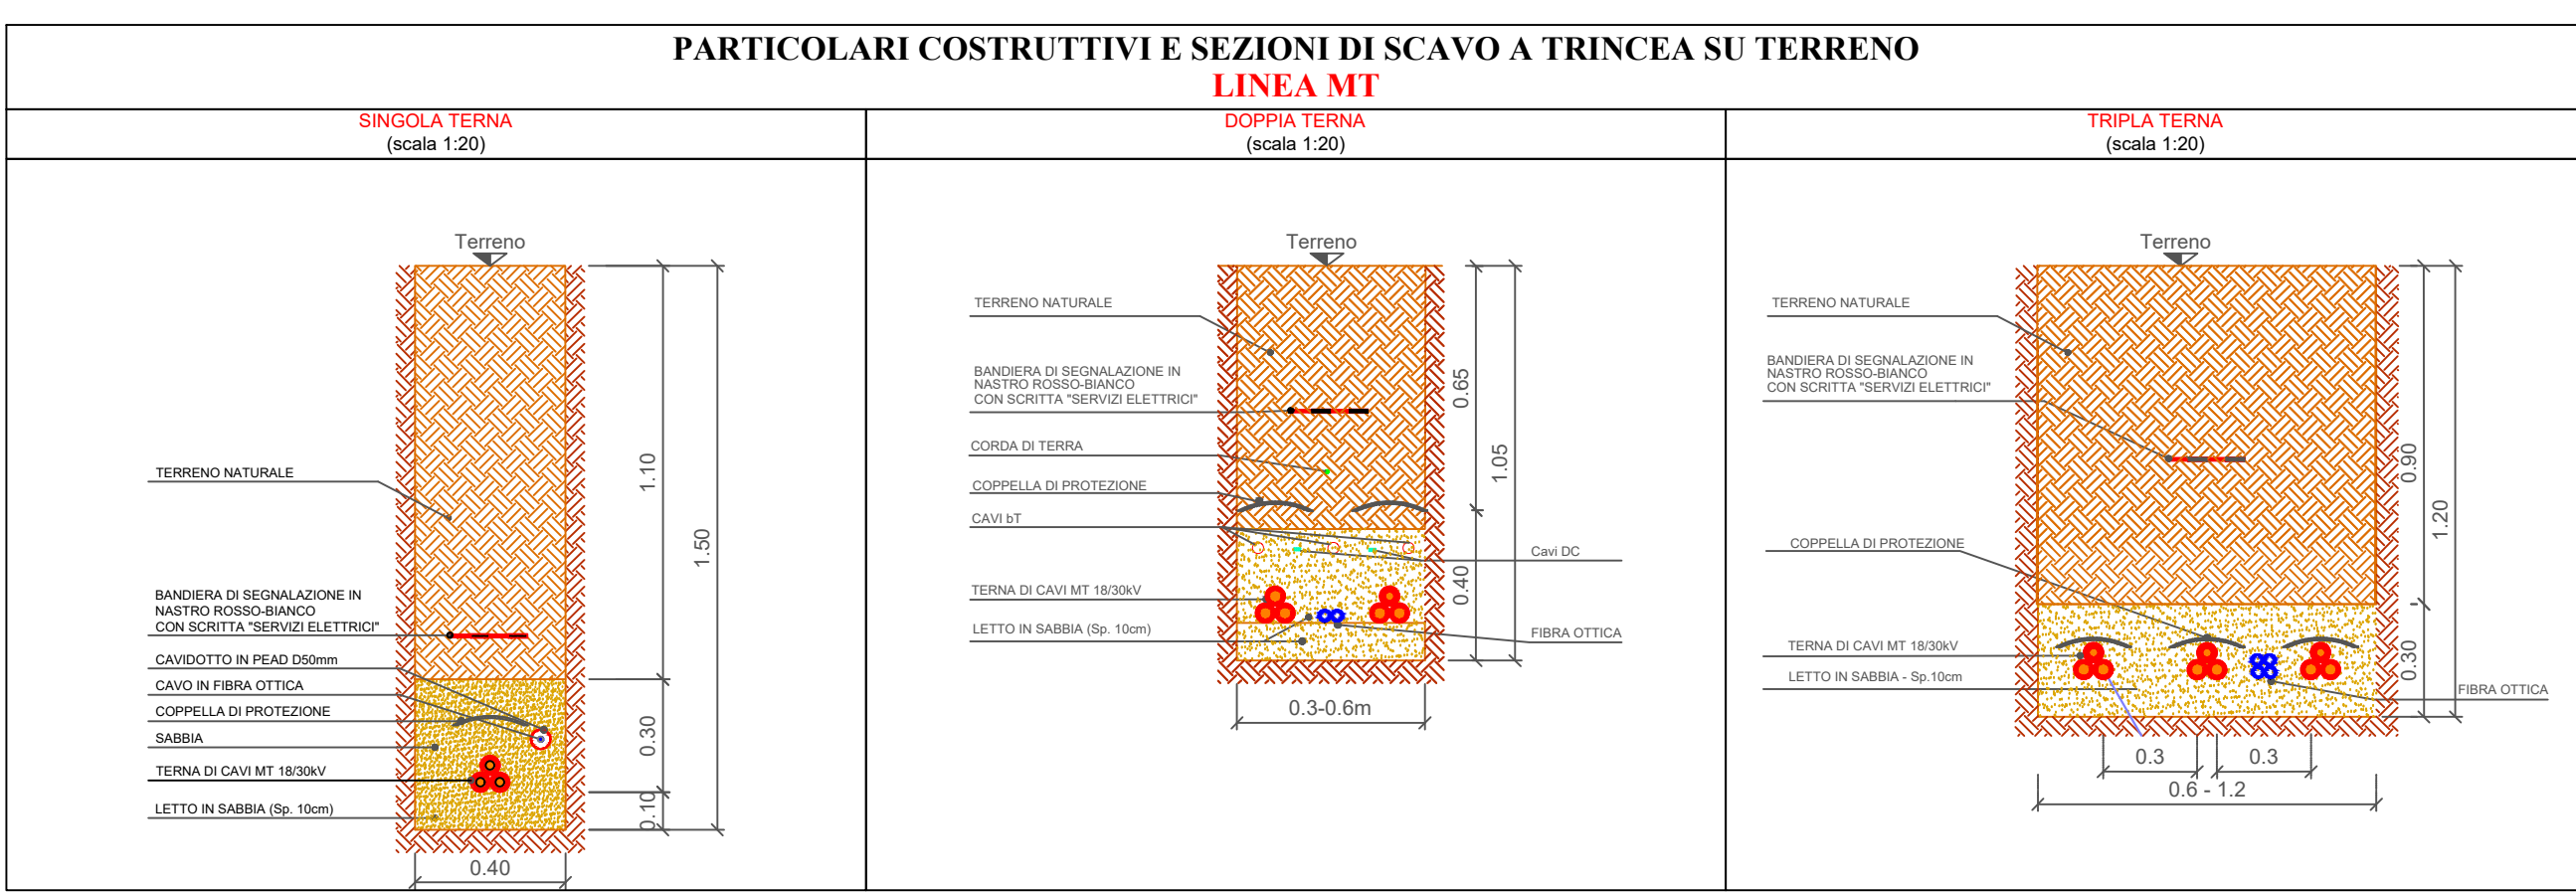 PARTICOLARI COSTRUTTIVI E SEZIONI DI SCAVO A TRINCEA SU TERRENO
LINEA MT
SINGOLA TERNA
(scala 1:20)
DOPPIA TERNA
(scala 1:20)
TRIPLA TERNA
(scala 1:20)
Terreno
TERRENO NATURALE
BANDIERA DI SEGNALAZIONE IN
NASTRO ROSSO-BIANCO
CON SCRITTA "SERVIZI ELETTRICI"
CAVIDOTTO IN PEAD D50mm
CAVO IN FIBRA OTTICA
COPPELLA DI PROTEZIONE
SABBIA
TERNA DI CAVI MT 18/30kV
LETTO IN SABBIA (Sp. 10cm)
1.10
1.50
0.30
0.10
0.40
Terreno
TERRENO NATURALE
BANDIERA DI SEGNALAZIONE IN
NASTRO ROSSO-BIANCO
CON SCRITTA "SERVIZI ELETTRICI"
CORDA DI TERRA
COPPELLA DI PROTEZIONE
CAVI bT
Cavi DC
TERNA DI CAVI MT 18/30kV
LETTO IN SABBIA (Sp. 10cm)
FIBRA OTTICA
0.65
1.05
0.40
0.3-0.6m
Terreno
TERRENO NATURALE
BANDIERA DI SEGNALAZIONE IN
NASTRO ROSSO-BIANCO
CON SCRITTA "SERVIZI ELETTRICI"
COPPELLA DI PROTEZIONE
TERNA DI CAVI MT 18/30kV
LETTO IN SABBIA - Sp.10cm
FIBRA OTTICA
0.90
1.20
0.30
0.3
0.3
0.6 - 1.2